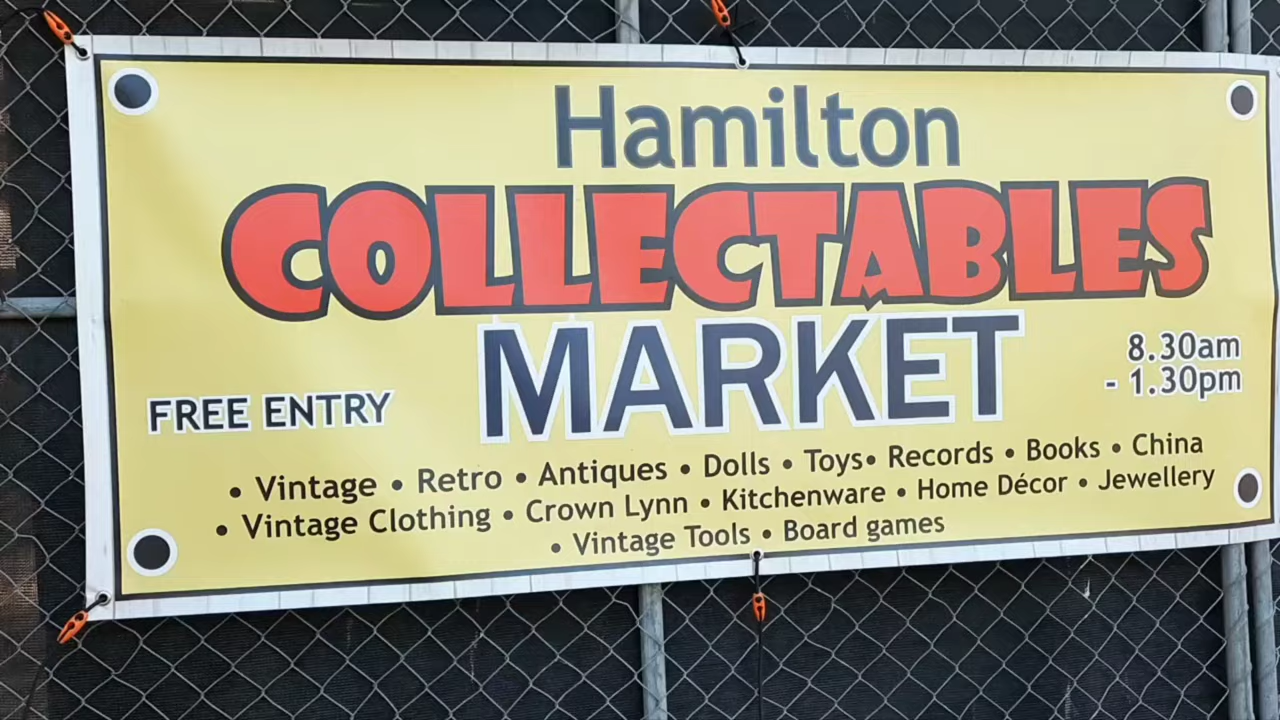 Hamilton
COLLECTABLES
MARKET
8.30am
- 1.30pm
FREE ENTRY
• Vintage • Retro • Antiques • Dolls • Toys• Records • Books • China
• Vintage Clothing • Crown Lynn • Kitchenware • Home Décor • Jewellery
• Vintage Tools • Board games